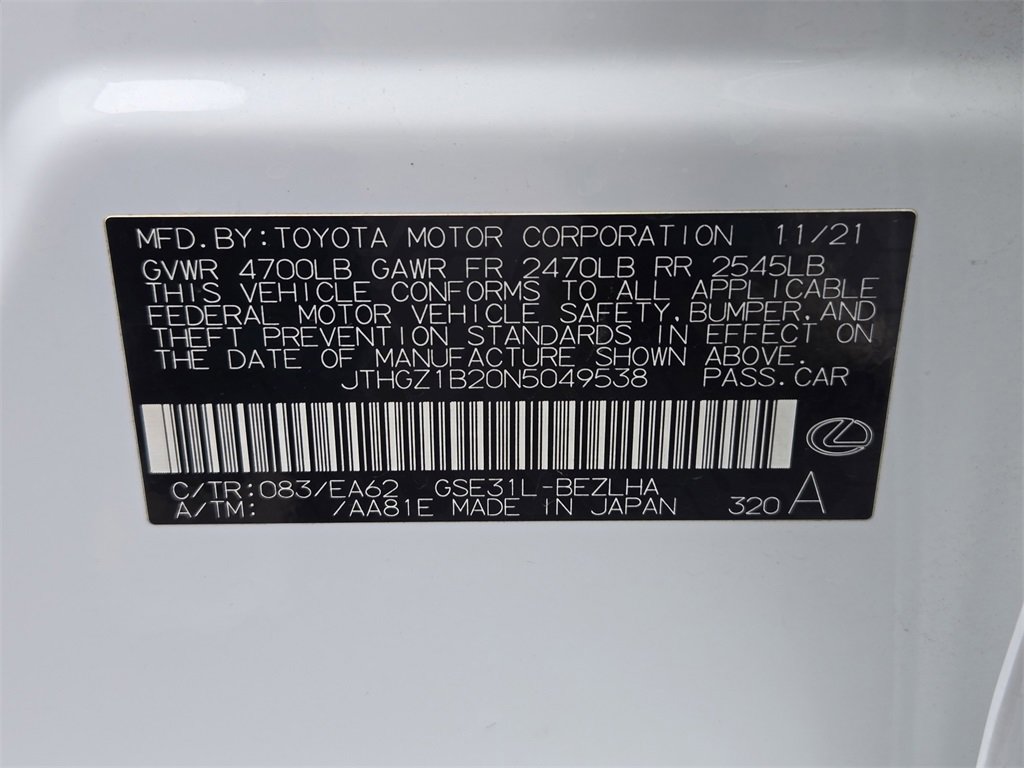 MFD.BY:TOYOTA MOTOR CORPORATION 11/21
GVWR 4700LB GAWR FR 2470LB RR 2545LB
THIS VEHICLE CONFORMS TO ALL APPLICABLE
FEDERAL MOTOR VEHICLE SAFETY,BUMPER,AND
THEFT PREVENTION STANDARDS IN EFFECT ON
THE DATE OF MANUFACTURE SHOWN ABOVE.
JTHGZ1B20N5049538 PASS.CAR
C/TR:083/EA62 GSE31L-BEZLHA
A/TM: /AA81E MADE IN JAPAN 320 A